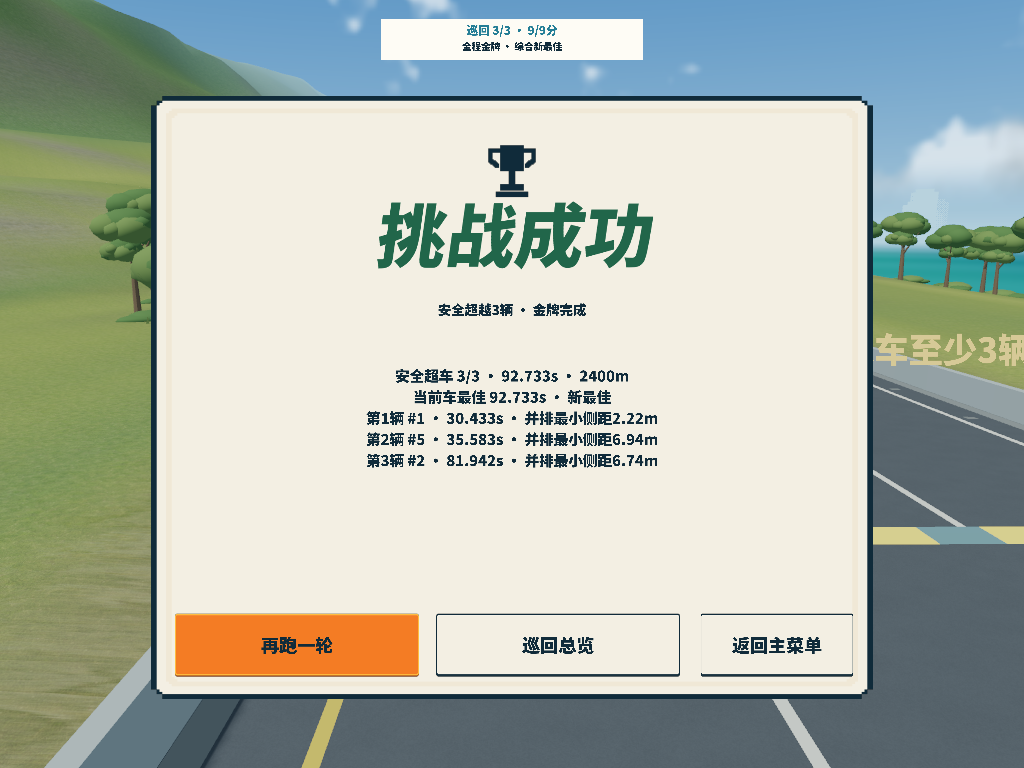 巡回 3/3 · 9/9分
全程金牌 · 综合新最佳
挑战成功
安全超越3辆 · 金牌完成
车至少3辆
安全超车 3/3 · 92.733s · 2400m
当前车最佳 92.733s · 新最佳
第1辆 #1 · 30.433s · 并排最小侧距2.22m
第2辆 #5 · 35.583s · 并排最小侧距6.94m
第3辆 #2 · 81.942s · 并排最小侧距6.74m
再跑一轮
巡回总览
返回主菜单